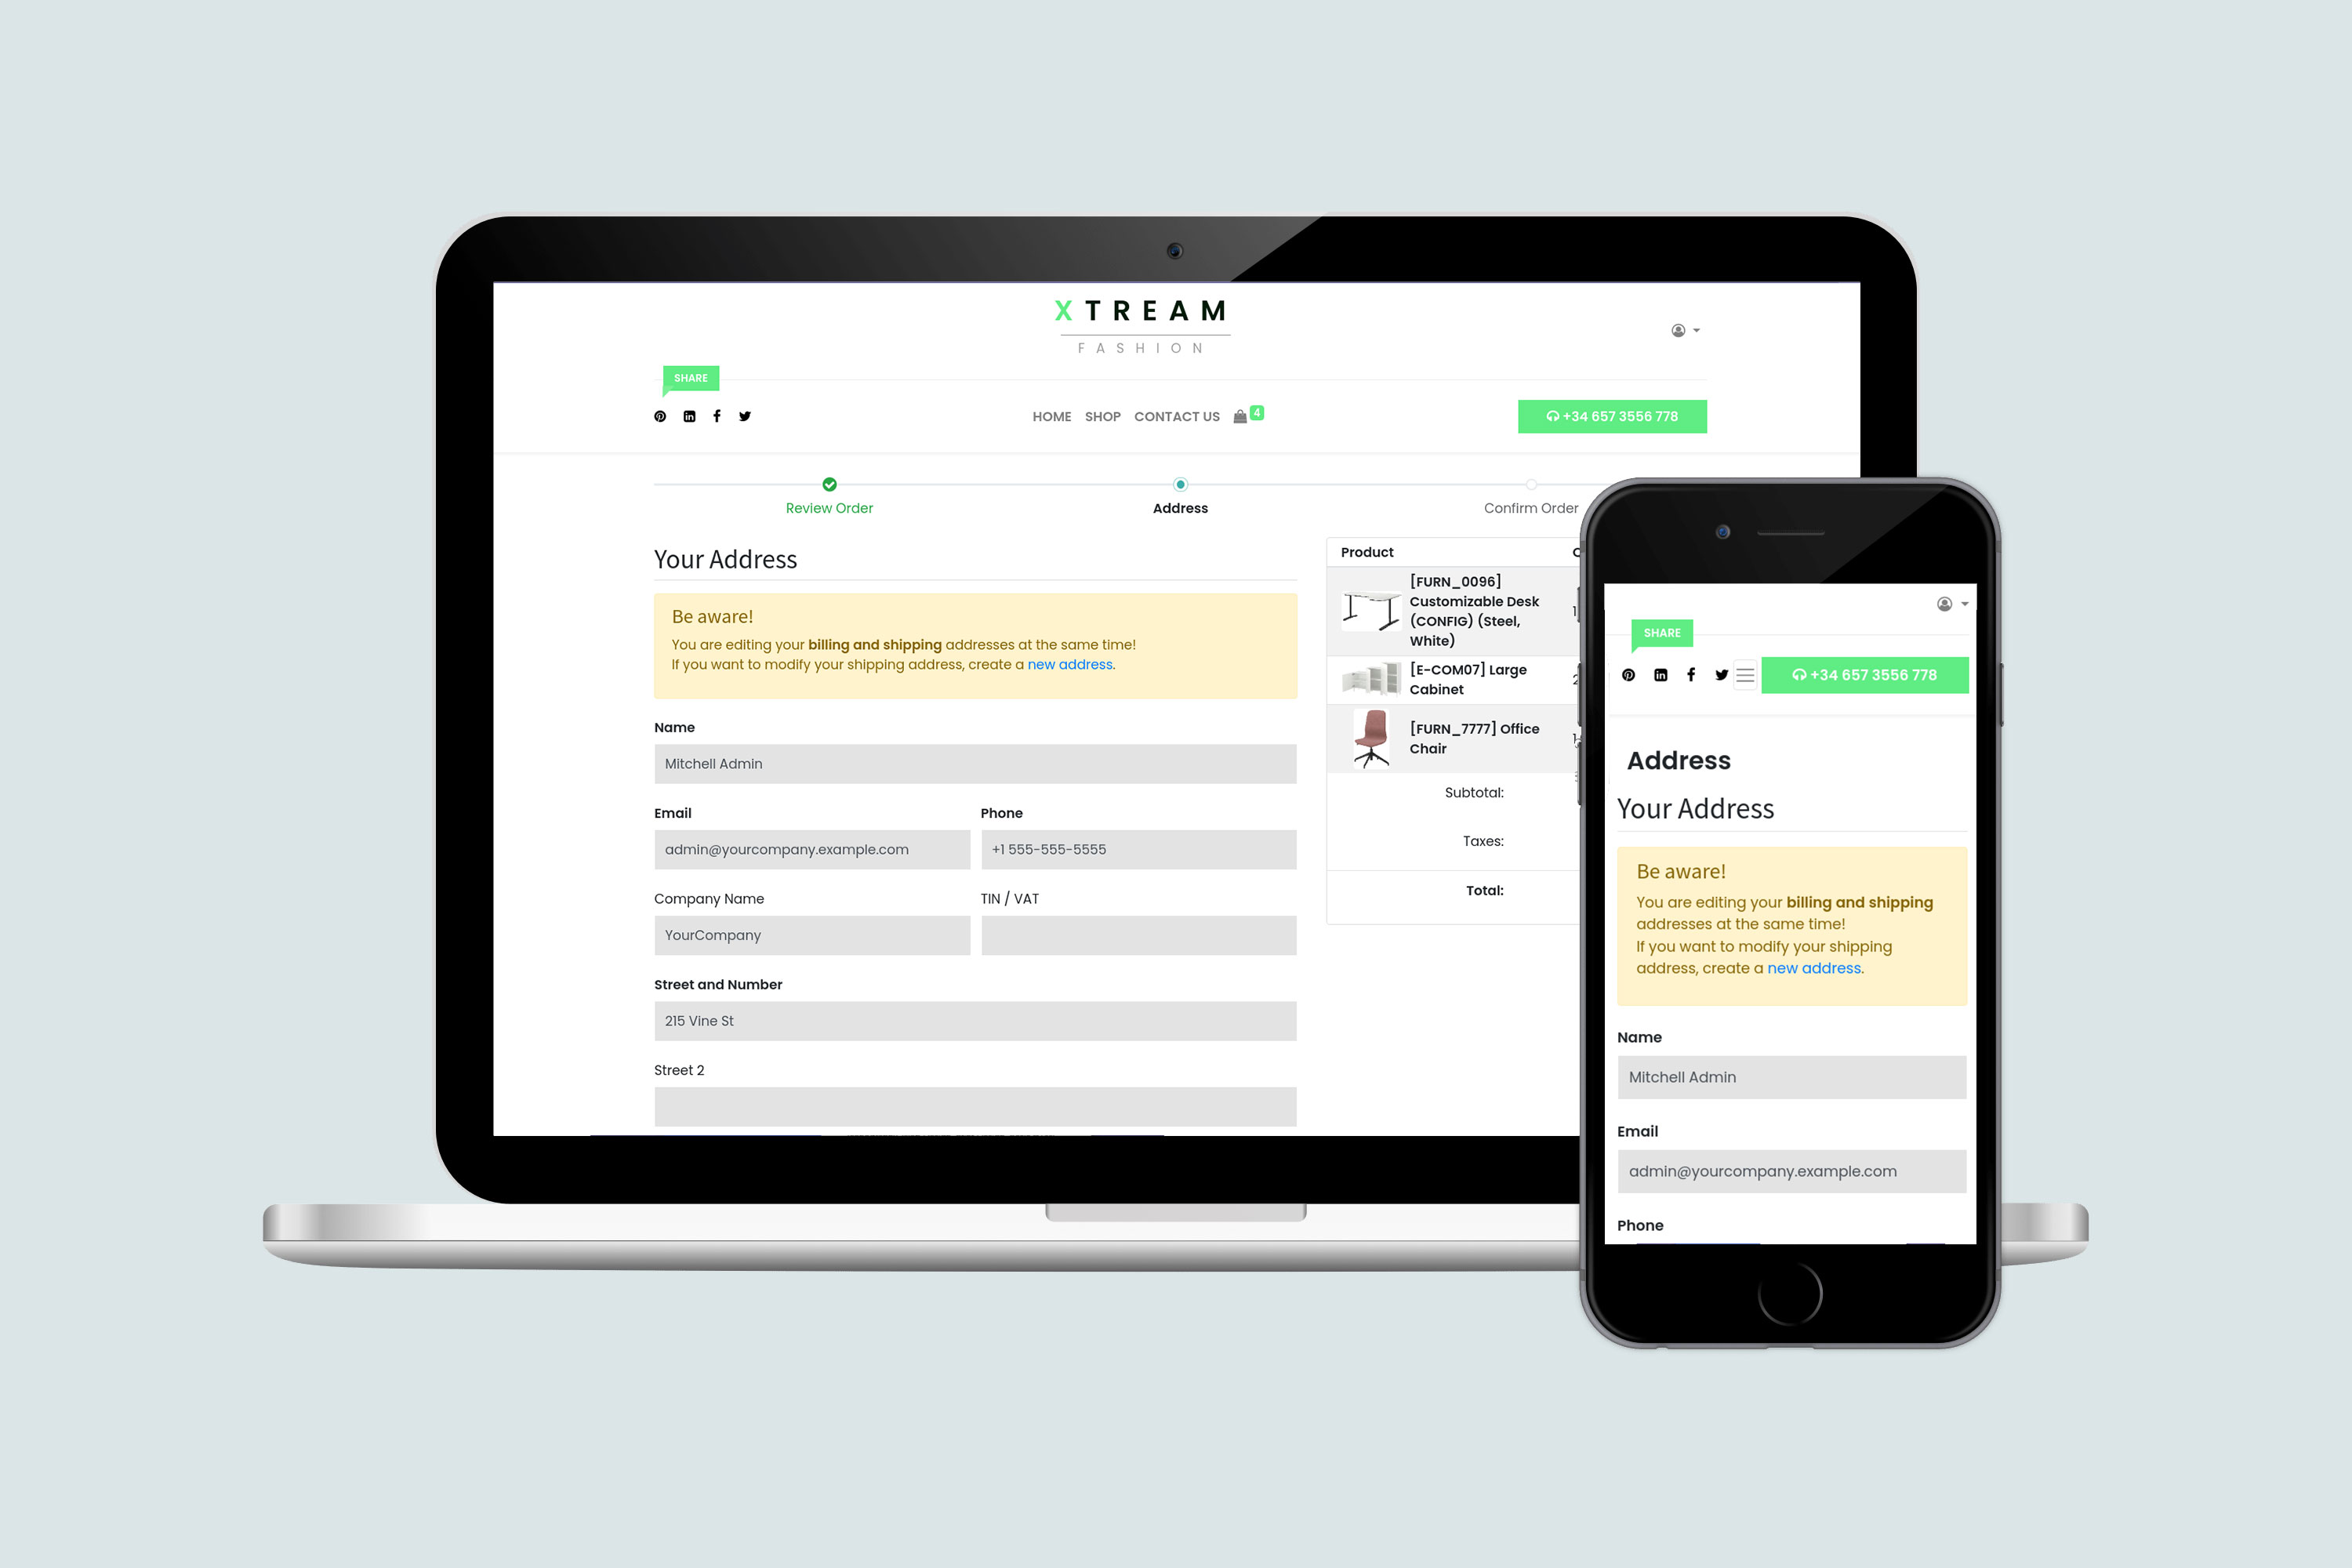 XTREAM
FASHION
SHARE
HOME SHOP CONTACT US 4
+34 657 3556 778
Review Order
Address
Confirm Order
Your Address
Be aware!
You are editing your billing and shipping addresses at the same time!
If you want to modify your shipping address, create a new address.
Name
Mitchell Admin
Email
Phone
admin@yourcompany.example.com
+1 555-555-5555
Company Name
TIN / VAT
YourCompany
Street and Number
215 Vine St
Street 2
Product
[FURN_0096]
Customizable Desk
(CONFIG) (Steel,
White)
[E-COM07] Large
Cabinet
[FURN_7777] Office
Chair
Subtotal:
Taxes:
Total:
SHARE
+34 657 3556 778
Address
Your Address
Be aware!
You are editing your billing and shipping
addresses at the same time!
If you want to modify your shipping
address, create a new address.
Name
Mitchell Admin
Email
admin@yourcompany.example.com
Phone